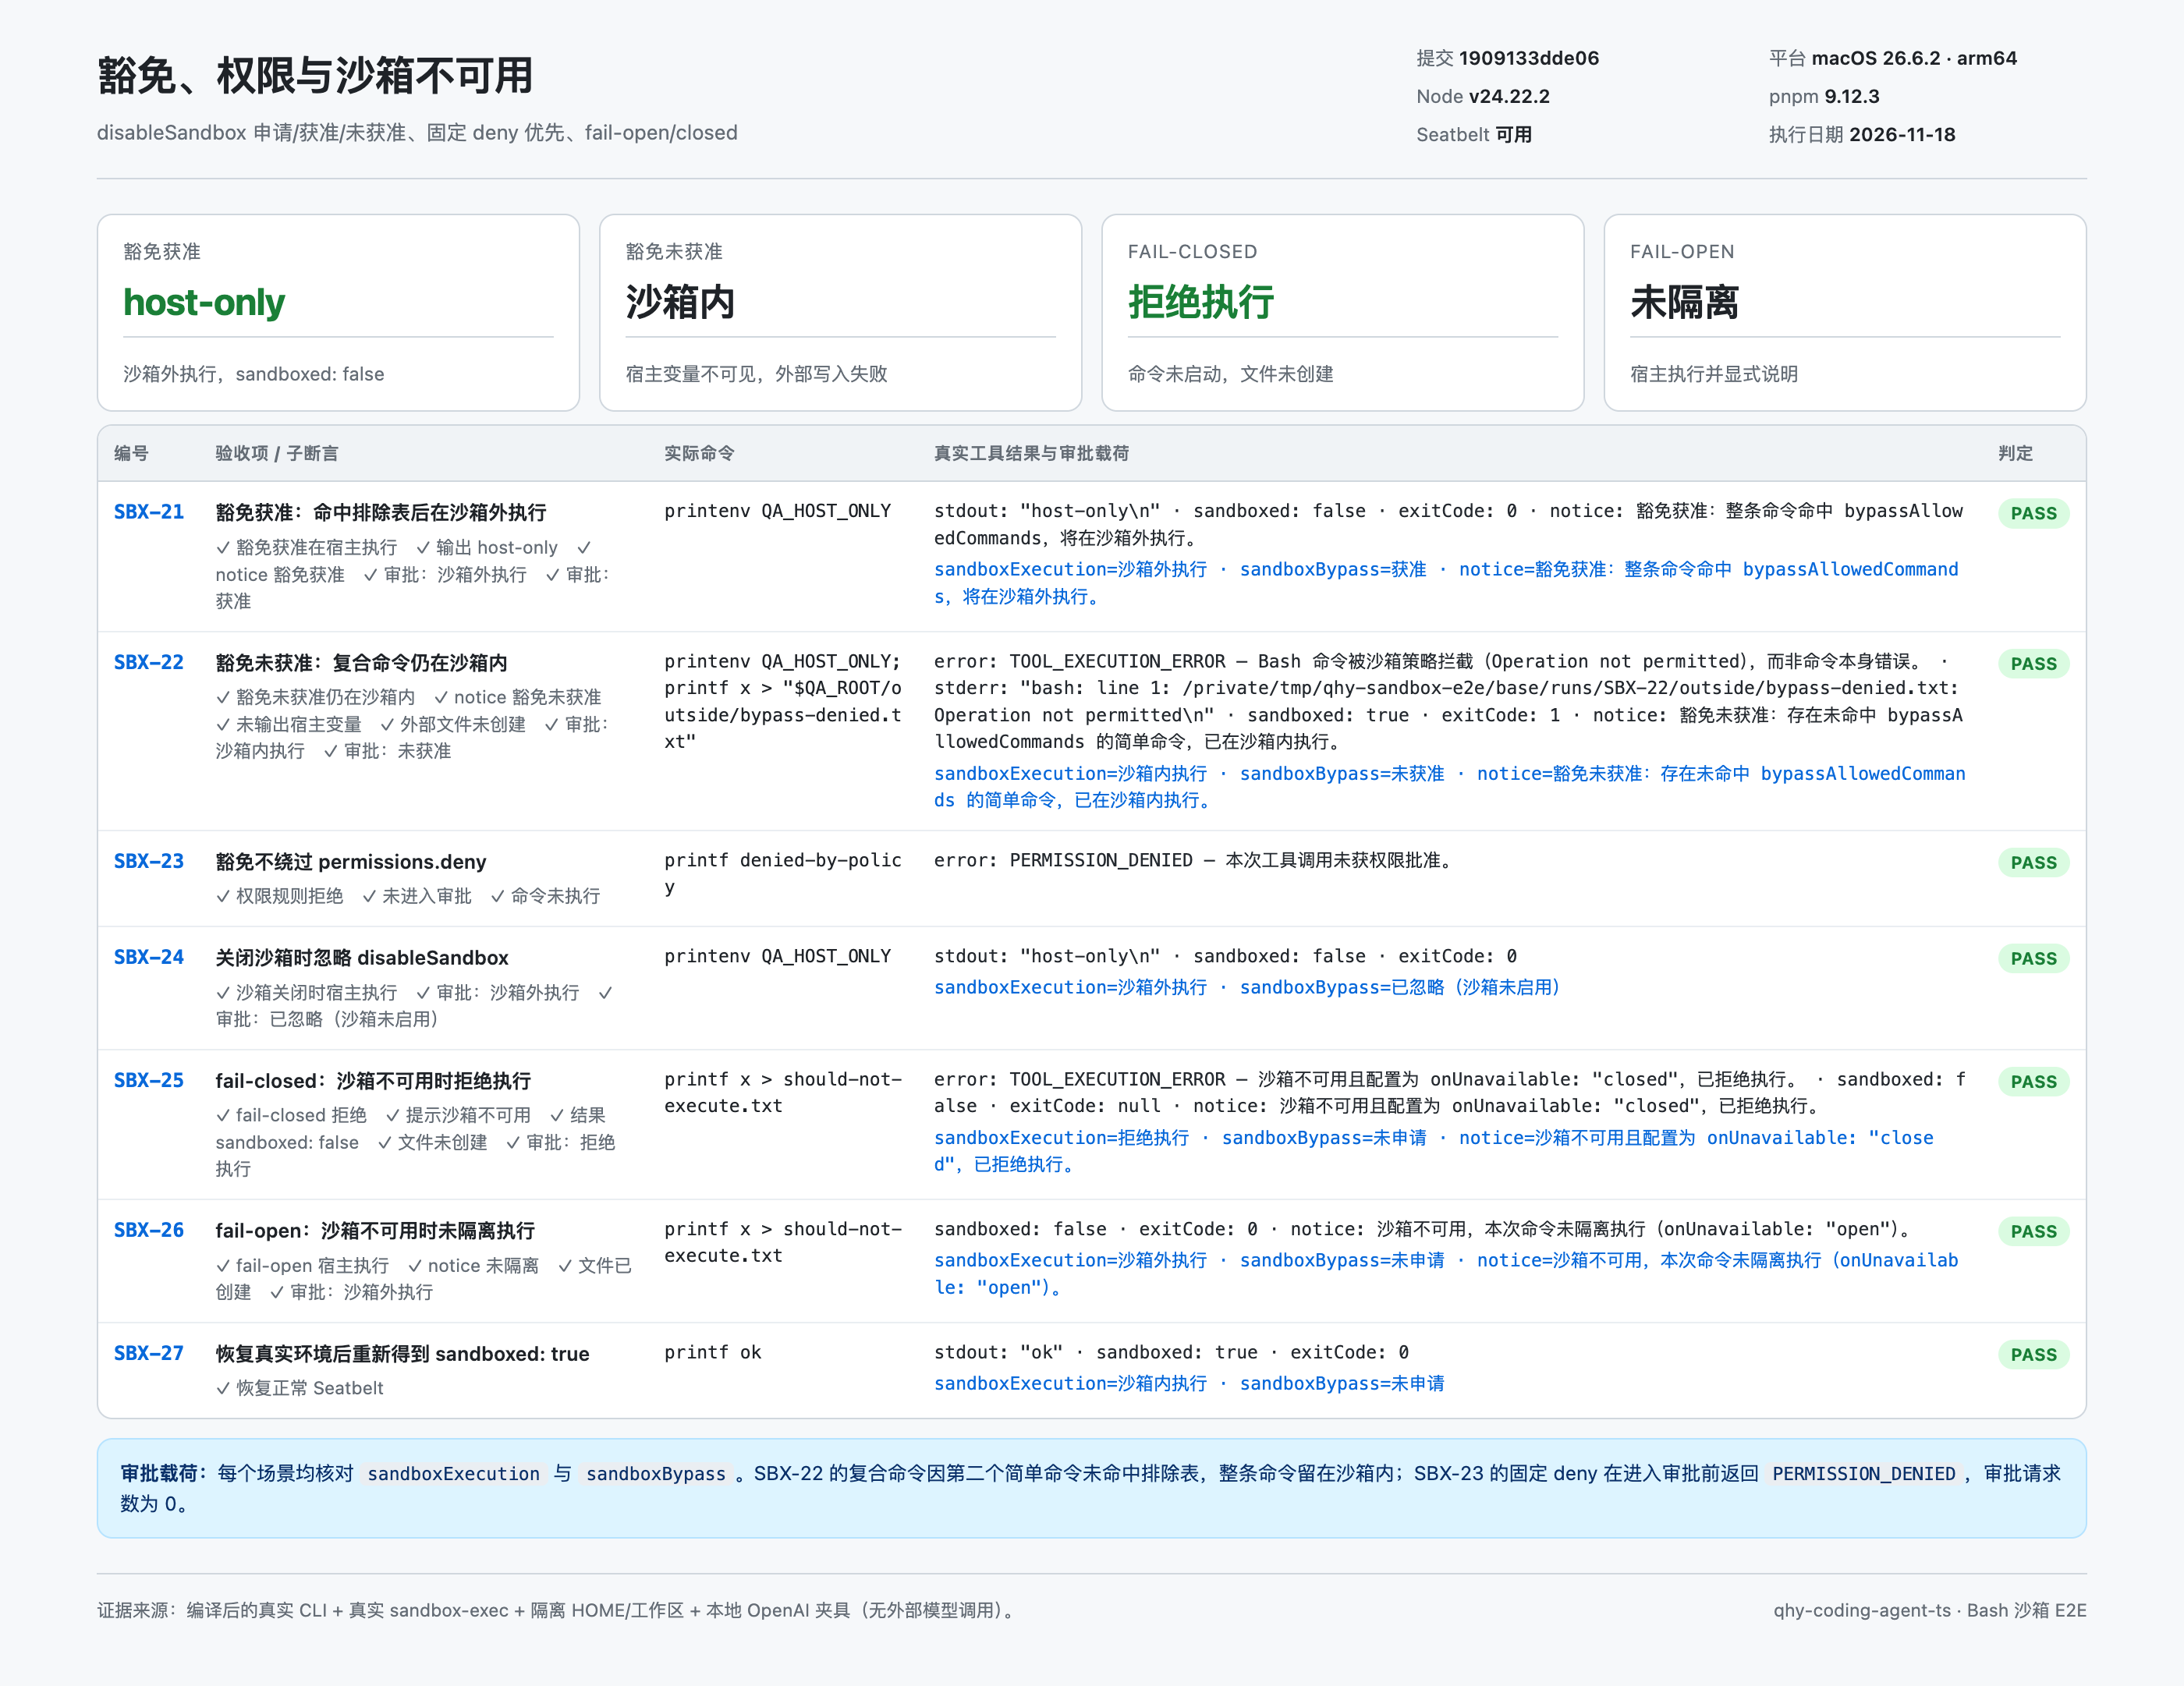 豁免、权限与沙箱不可用
disableSandbox 申请/获准/未获准、固定 deny 优先、fail-open/closed
提交 1909133dde06
平台 macOS 26.6.2 · arm64
Node v24.22.2
pnpm 9.12.3
Seatbelt 可用
执行日期 2026-11-18
豁免获准
host-only
沙箱外执行，sandboxed: false
豁免未获准
沙箱内
宿主变量不可见，外部写入失败
FAIL-CLOSED
拒绝执行
命令未启动，文件未创建
FAIL-OPEN
未隔离
宿主执行并显式说明
编号 验收项 / 子断言 实际命令 真实工具结果与审批载荷 判定
SBX-21
豁免获准：命中排除表后在沙箱外执行
✓ 豁免获准在宿主执行 ✓ 输出 host-only ✓
notice 豁免获准 ✓ 审批：沙箱外执行 ✓ 审批：
获准
printenv QA_HOST_ONLY
stdout: "host-only\n" · sandboxed: false · exitCode: 0 · notice: 豁免获准：整条命令命中 bypassAllow
edCommands，将在沙箱外执行。
sandboxExecution=沙箱外执行 · sandboxBypass=获准 · notice=豁免获准：整条命令命中 bypassAllowedCommand
s，将在沙箱外执行。
PASS
SBX-22
豁免未获准：复合命令仍在沙箱内
✓ 豁免未获准仍在沙箱内 ✓ notice 豁免未获准
✓ 未输出宿主变量 ✓ 外部文件未创建 ✓ 审批：
沙箱内执行 ✓ 审批：未获准
printenv QA_HOST_ONLY;
printf x > "$QA_ROOT/o
utside/bypass-denied.t
xt"
error: TOOL_EXECUTION_ERROR — Bash 命令被沙箱策略拦截（Operation not permitted），而非命令本身错误。 ·
stderr: "bash: line 1: /private/tmp/qhy-sandbox-e2e/base/runs/SBX-22/outside/bypass-denied.txt:
Operation not permitted\n" · sandboxed: true · exitCode: 1 · notice: 豁免未获准：存在未命中 bypassA
llowedCommands 的简单命令，已在沙箱内执行。
sandboxExecution=沙箱内执行 · sandboxBypass=未获准 · notice=豁免未获准：存在未命中 bypassAllowedComman
ds 的简单命令，已在沙箱内执行。
PASS
SBX-23
豁免不绕过 permissions.deny
✓ 权限规则拒绝 ✓ 未进入审批 ✓ 命令未执行
printf denied-by-polic
y
error: PERMISSION_DENIED — 本次工具调用未获权限批准。
PASS
SBX-24
关闭沙箱时忽略 disableSandbox
✓ 沙箱关闭时宿主执行 ✓ 审批：沙箱外执行 ✓
审批：已忽略（沙箱未启用）
printenv QA_HOST_ONLY
stdout: "host-only\n" · sandboxed: false · exitCode: 0
sandboxExecution=沙箱外执行 · sandboxBypass=已忽略（沙箱未启用）
PASS
SBX-25
fail-closed：沙箱不可用时拒绝执行
✓ fail-closed 拒绝 ✓ 提示沙箱不可用 ✓ 结果
sandboxed: false ✓ 文件未创建 ✓ 审批：拒绝
执行
printf x > should-not-
execute.txt
error: TOOL_EXECUTION_ERROR — 沙箱不可用且配置为 onUnavailable: "closed"，已拒绝执行。 · sandboxed: f
alse · exitCode: null · notice: 沙箱不可用且配置为 onUnavailable: "closed"，已拒绝执行。
sandboxExecution=拒绝执行 · sandboxBypass=未申请 · notice=沙箱不可用且配置为 onUnavailable: "close
d"，已拒绝执行。
PASS
SBX-26
fail-open：沙箱不可用时未隔离执行
✓ fail-open 宿主执行 ✓ notice 未隔离 ✓ 文件已
创建 ✓ 审批：沙箱外执行
printf x > should-not-
execute.txt
sandboxed: false · exitCode: 0 · notice: 沙箱不可用，本次命令未隔离执行（onUnavailable: "open"）。
sandboxExecution=沙箱外执行 · sandboxBypass=未申请 · notice=沙箱不可用，本次命令未隔离执行（onUnavailab
le: "open"）。
PASS
SBX-27
恢复真实环境后重新得到 sandboxed: true
✓ 恢复正常 Seatbelt
printf ok
stdout: "ok" · sandboxed: true · exitCode: 0
sandboxExecution=沙箱内执行 · sandboxBypass=未申请
PASS
审批载荷：每个场景均核对 sandboxExecution 与 sandboxBypass 。SBX-22 的复合命令因第二个简单命令未命中排除表，整条命令留在沙箱内；SBX-23 的固定 deny 在进入审批前返回 PERMISSION_DENIED ，审批请求
数为 0。
证据来源：编译后的真实 CLI + 真实 sandbox-exec + 隔离 HOME/工作区 + 本地 OpenAI 夹具（无外部模型调用）。
qhy-coding-agent-ts · Bash 沙箱 E2E